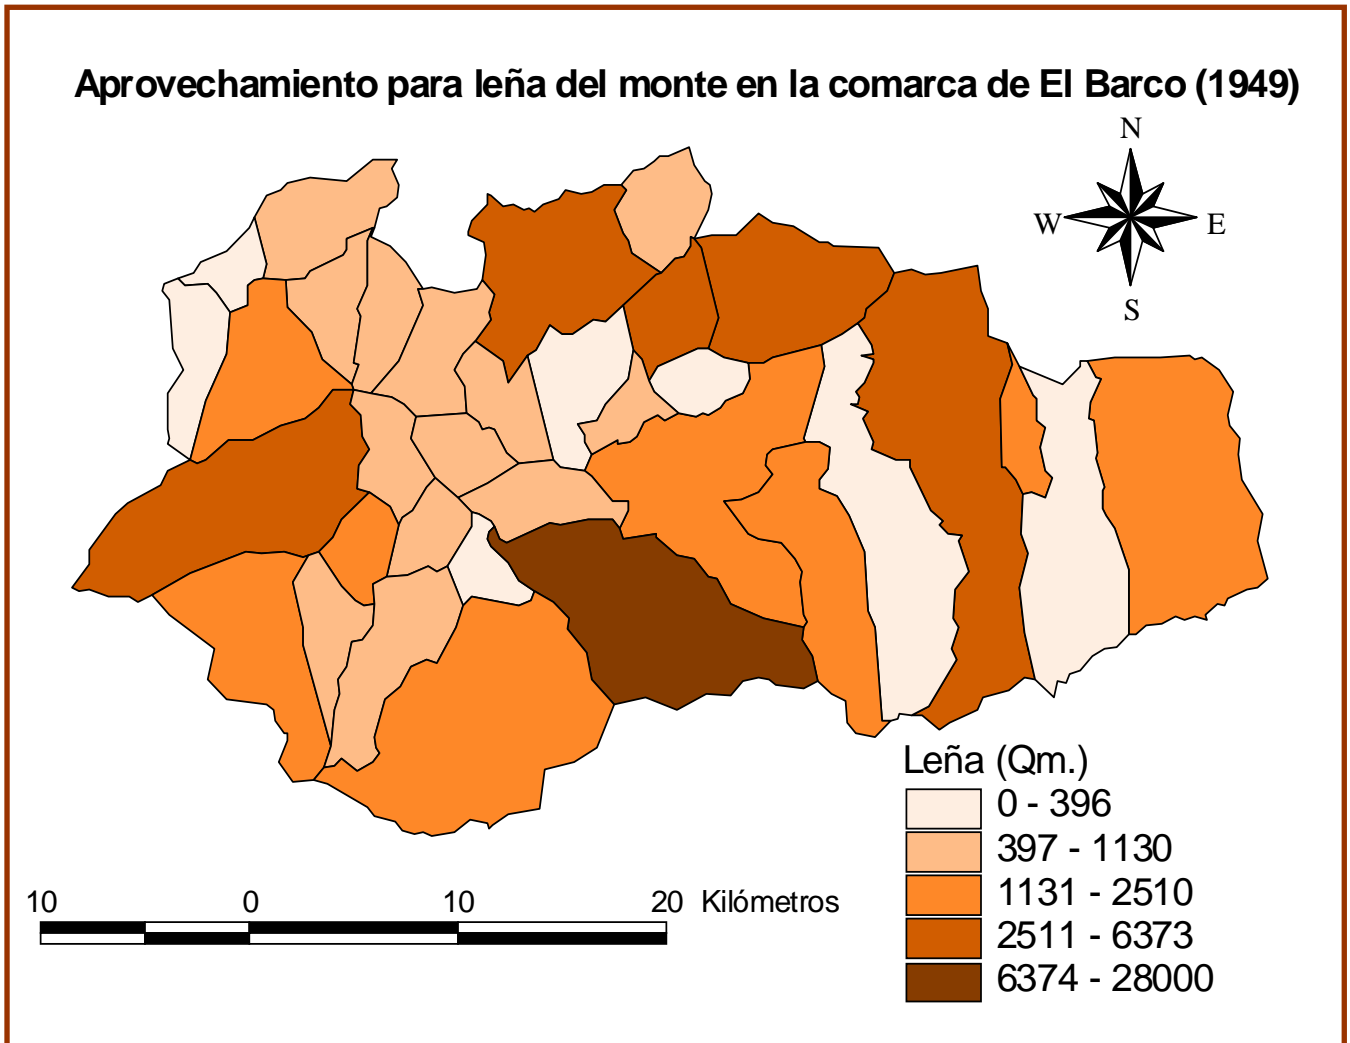 Aprovechamiento para leña del monte en la comarca de El Barco (1949)
N
W E
S
Leña (Qm.)
0 - 396
397 - 1130
1131 - 2510
2511 - 6373
6374 - 28000
10 0 10 20 Kilómetros